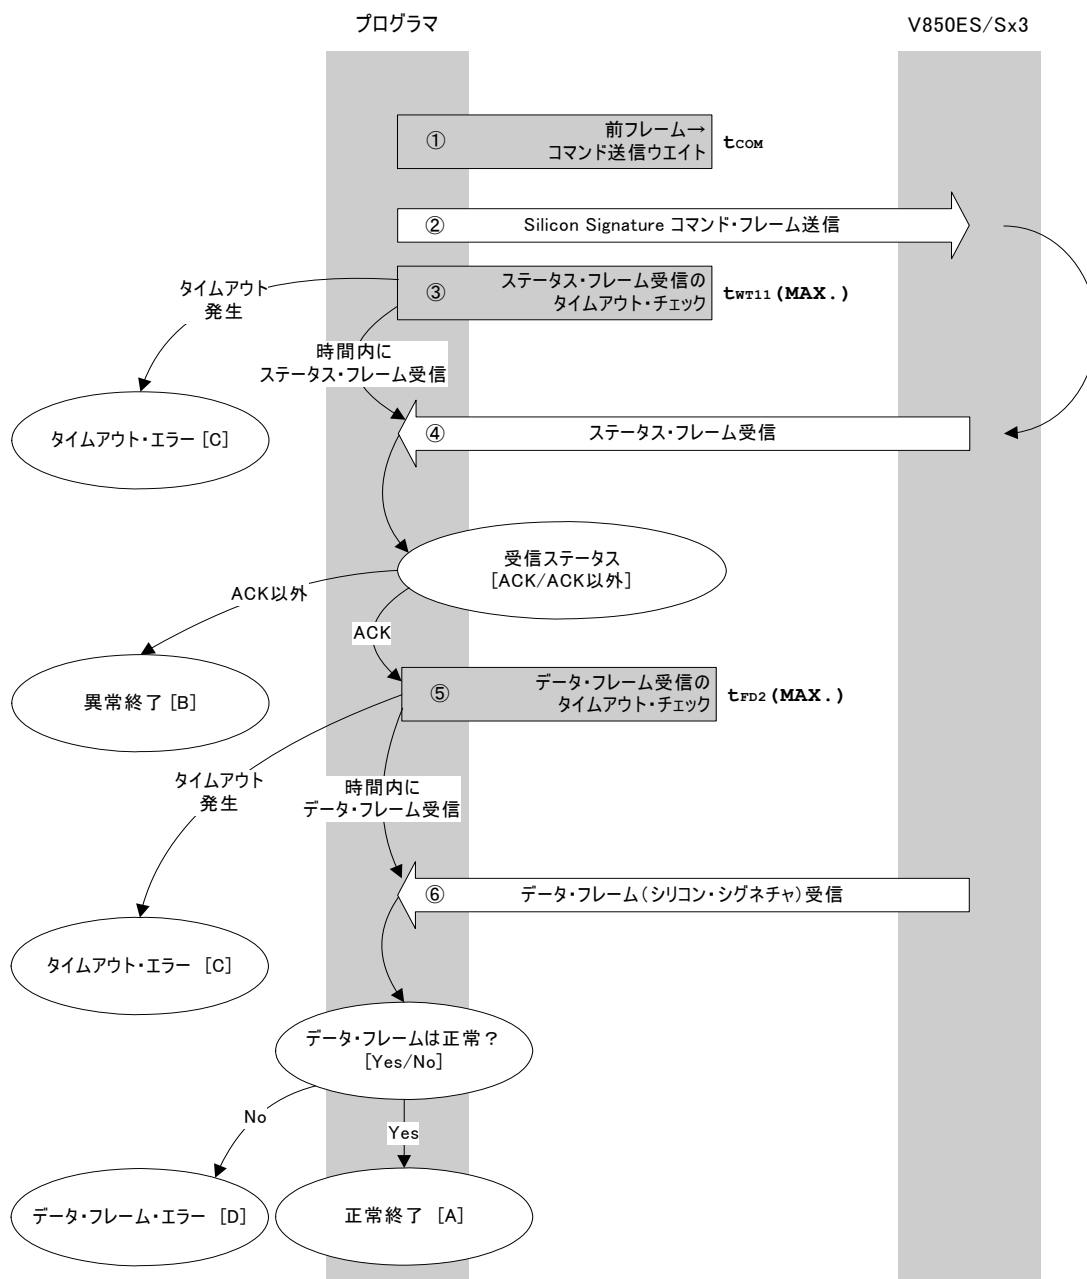 プログラマ
V850ES/Sx3
①
前フレーム→
コマンド送信ウエイト
tCOM
②
Silicon Signature コマンド・フレーム送信
③
ステータス・フレーム受信の
タイムアウト・チェック
tWT11(MAX.)
タイムアウト
発生
時間内に
ステータス・フレーム受信
タイムアウト・エラー [C]
④
ステータス・フレーム受信
受信ステータス
[ACK/ACK以外]
ACK以外
ACK
異常終了 [B]
⑤
データ・フレーム受信の
タイムアウト・チェック
tFD2(MAX.)
タイムアウト
発生
時間内に
データ・フレーム受信
⑥
データ・フレーム（シリコン・シグネチャ）受信
タイムアウト・エラー [C]
データ・フレームは正常？
[Yes/No]
No
Yes
データ・フレーム・エラー [D]
正常終了 [A]